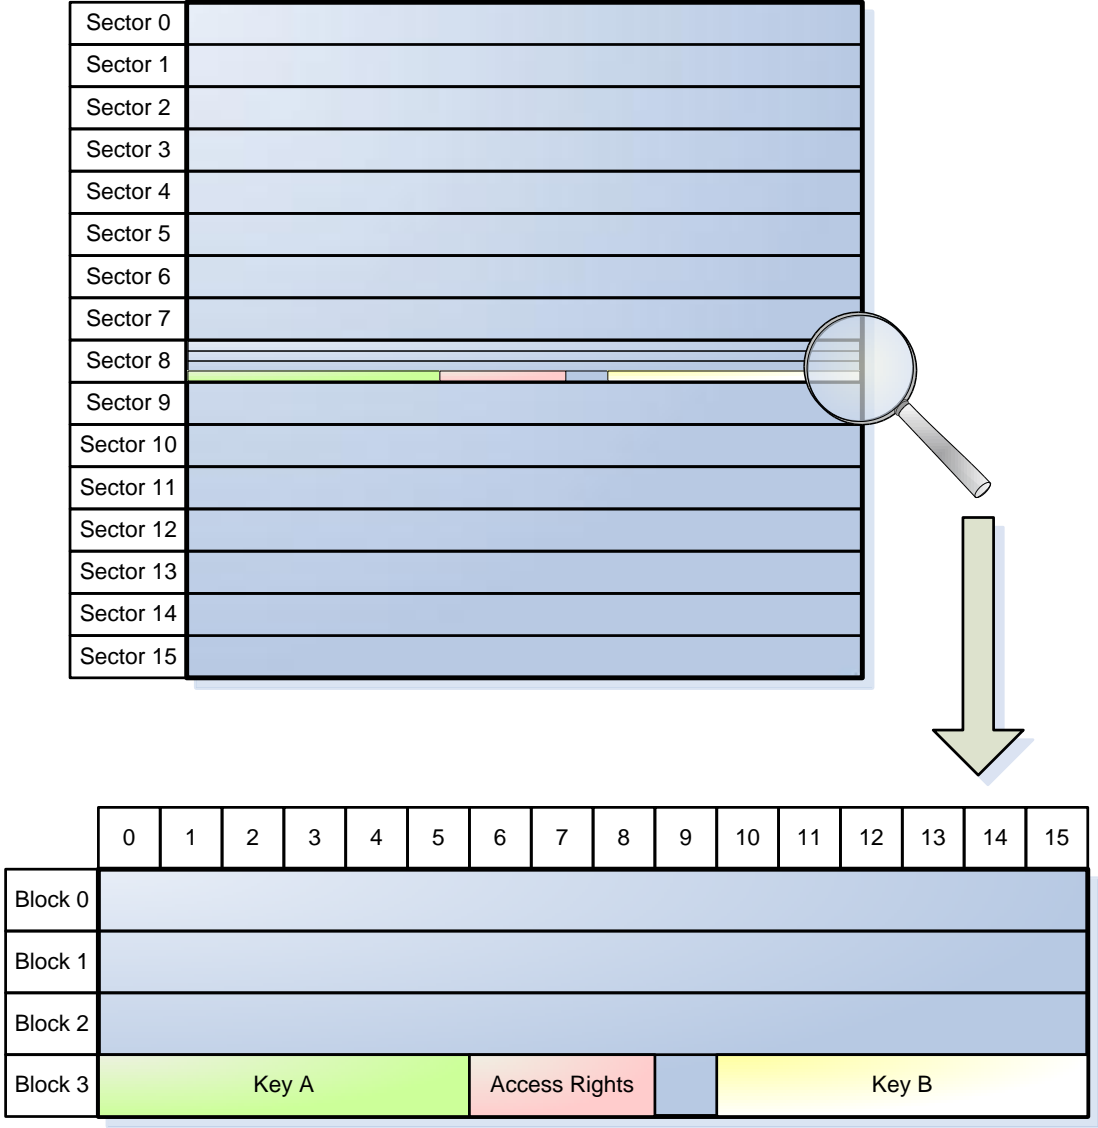 Sector 0
Sector 1
Sector 2
Sector 3
Sector 4
Sector 5
Sector 6
Sector 7
Sector 8
Sector 9
Sector 10
Sector 11
Sector 12
Sector 13
Sector 14
Sector 15
0 1 2 3 4 5 6 7 8 9 10 11 12 13 14 15
Block 0
Block 1
Block 2
Block 3 Key A Access Rights Key B